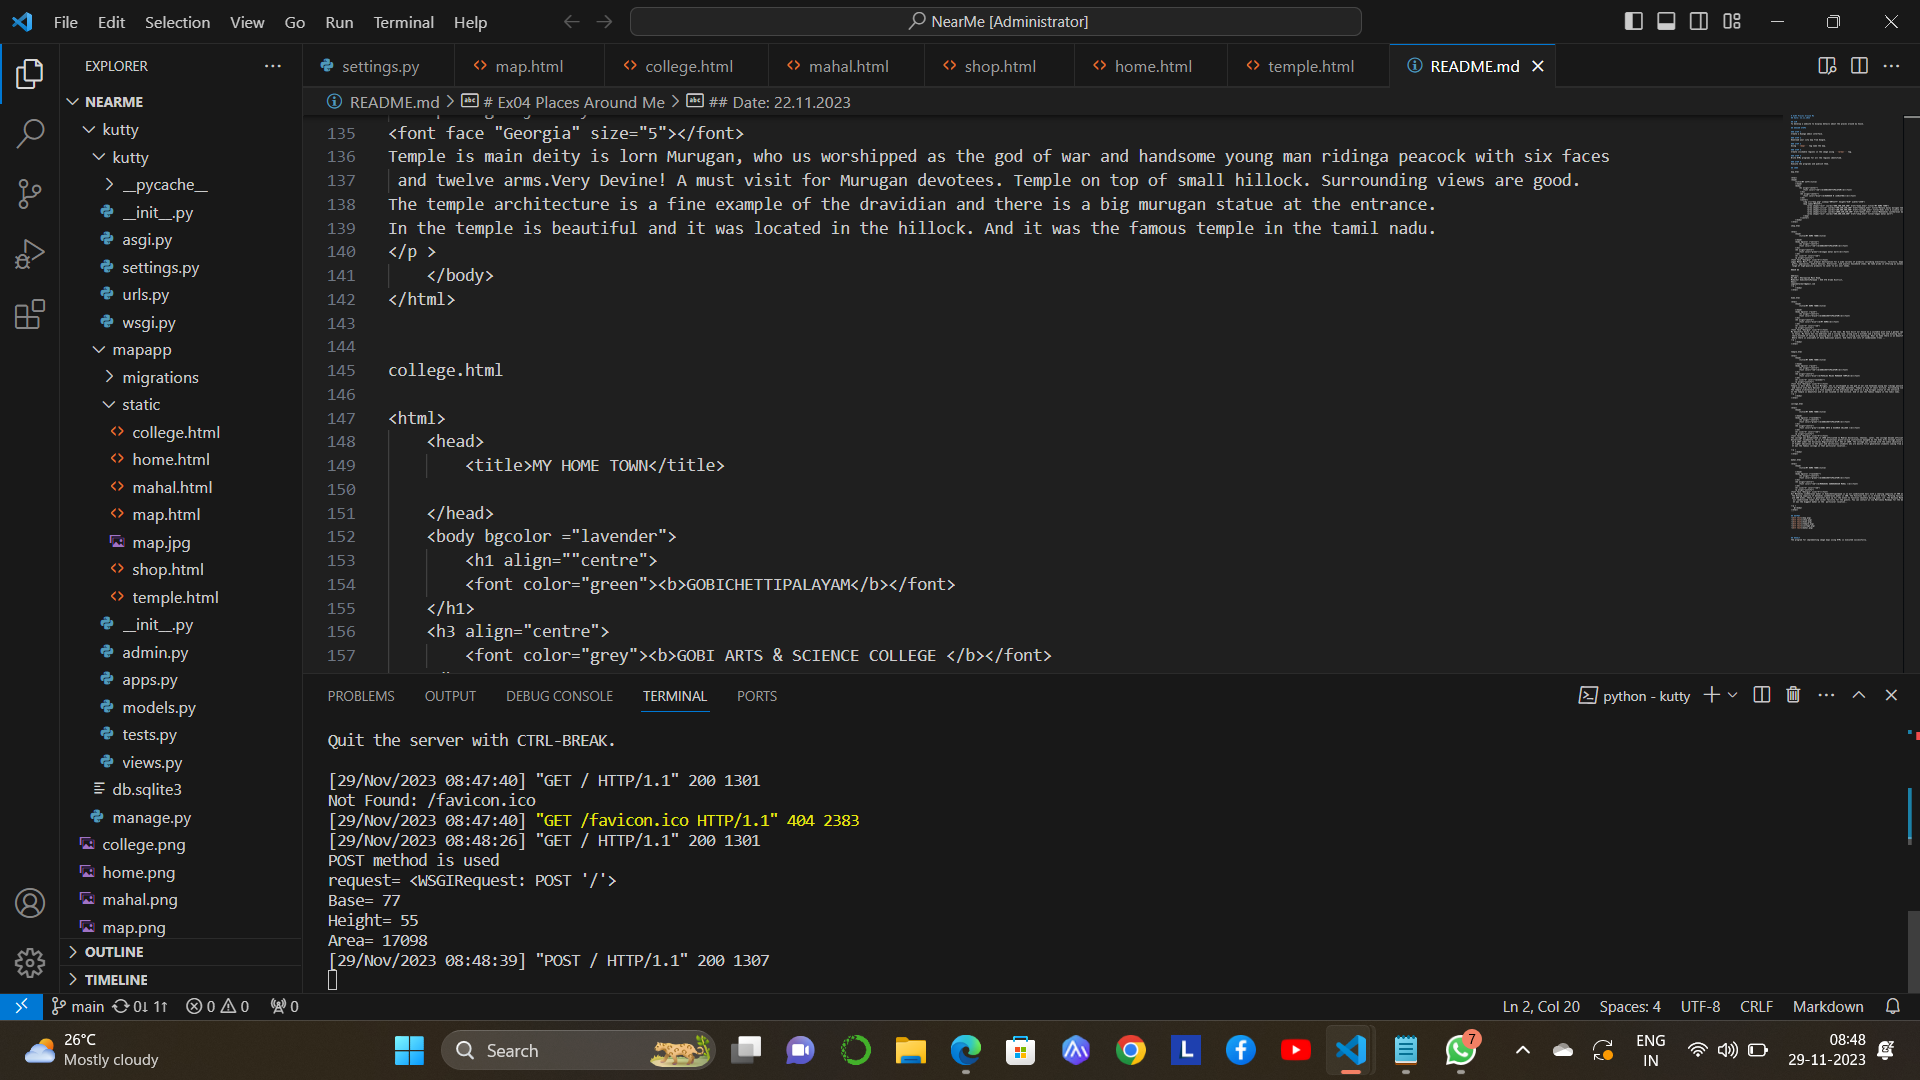 File Edit Selection View Go Run Terminal Help
NearMe [Administrator]
EXPLORER
NEARME
kutty
kutty
__pycache__
__init__.py
asgi.py
settings.py
urls.py
wsgi.py
mapapp
migrations
static
college.html
home.html
mahal.html
map.html
map.jpg
shop.html
temple.html
__init__.py
admin.py
apps.py
models.py
tests.py
views.py
db.sqlite3
manage.py
college.png
home.png
mahal.png
map.png
OUTLINE
TIMELINE
settings.py map.html college.html mahal.html shop.html home.html temple.html README.md
README.md > # Ex04 Places Around Me > ## Date: 22.11.2023
135 <font face "Georgia" size="5"></font>
136 Temple is main deity is lorn Murugan, who us worshipped as the god of war and handsome young man ridinga peacock with six faces
137 and twelve arms.Very Devine! A must visit for Murugan devotees. Temple on top of small hillock. Surrounding views are good.
138 The temple architecture is a fine example of the dravidian and there is a big murugan statue at the entrance.
139 In the temple is beautiful and it was located in the hillock. And it was the famous temple in the tamil nadu.
140 </p >
141 </body>
142 </html>
143
144
145 college.html
146
147 <html>
148 <head>
149 <title>MY HOME TOWN</title>
150
151 </head>
152 <body bgcolor ="lavender">
153 <h1 align=""centre">
154 <font color="green"><b>GOBICHETTIPALAYAM</b></font>
155 </h1>
156 <h3 align="centre">
157 <font color="grey"><b>GOBI ARTS & SCIENCE COLLEGE </b></font>
PROBLEMS OUTPUT DEBUG CONSOLE TERMINAL PORTS
python - kutty
Quit the server with CTRL-BREAK.
[29/Nov/2023 08:47:40] "GET / HTTP/1.1" 200 1301
Not Found: /favicon.ico
[29/Nov/2023 08:47:40] "GET /favicon.ico HTTP/1.1" 404 2383
[29/Nov/2023 08:48:26] "GET / HTTP/1.1" 200 1301
POST method is used
request= <WSGIRequest: POST '/'>
Base= 77
Height= 55
Area= 17098
[29/Nov/2023 08:48:39] "POST / HTTP/1.1" 200 1307
main 0↓ 1↑ 0 0 0
Ln 2, Col 20 Spaces: 4 UTF-8 CRLF Markdown
26°C
Mostly cloudy
Search
L
7
ENG
IN
08:48
29-11-2023